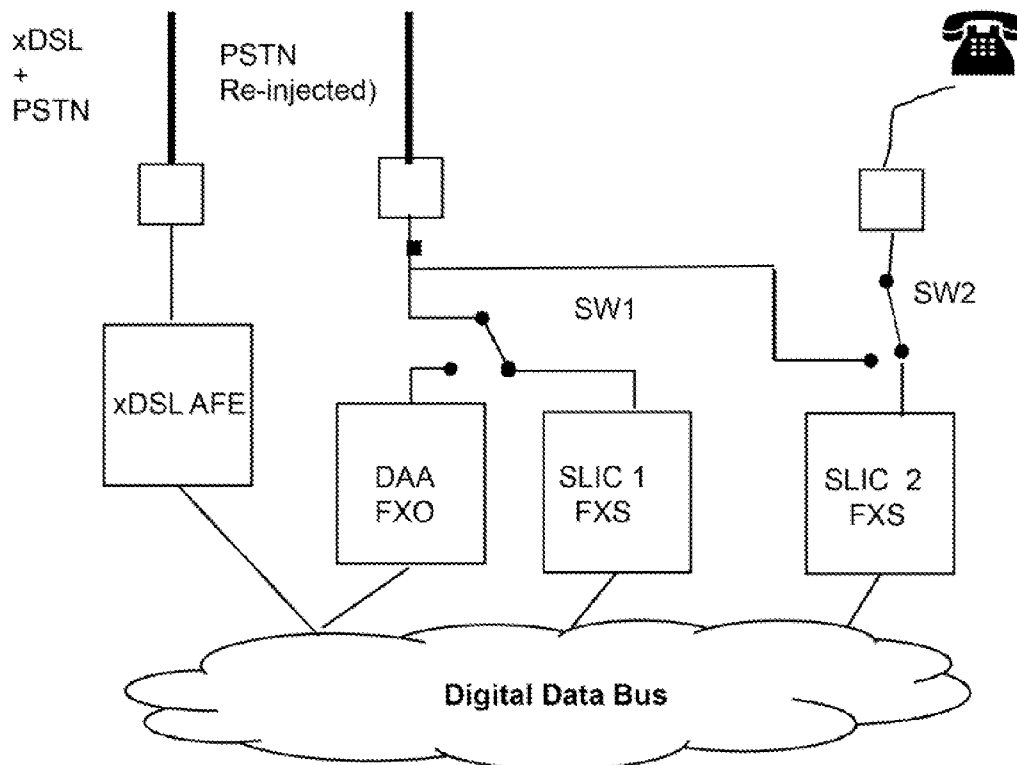 xDSL
+
PSTN
PSTN
Re-injected)
SW1
SW2
xDSL AFE
DAA
FXO
SLIC 1
FXS
SLIC 2
FXS
Digital Data Bus